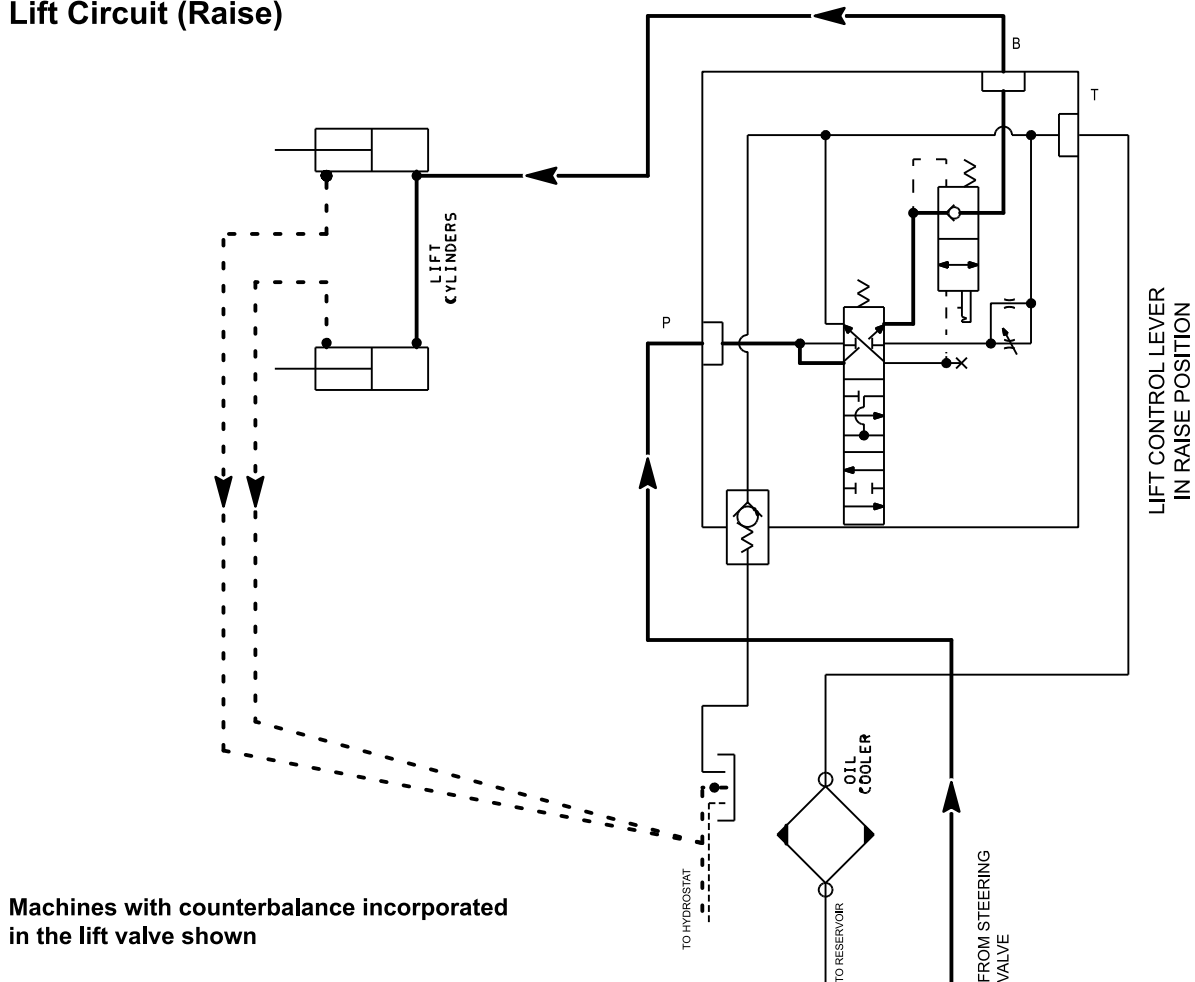 Lift Circuit (Raise)
B
T
LIFT
CYLINDERS
P
LIFT CONTROL LEVER
IN RAISE POSITION
OIL
COOLER
TO HYDROSTAT
TO RESERVOIR
FROM STEERING
VALVE
Machines with counterbalance incorporated
in the lift valve shown